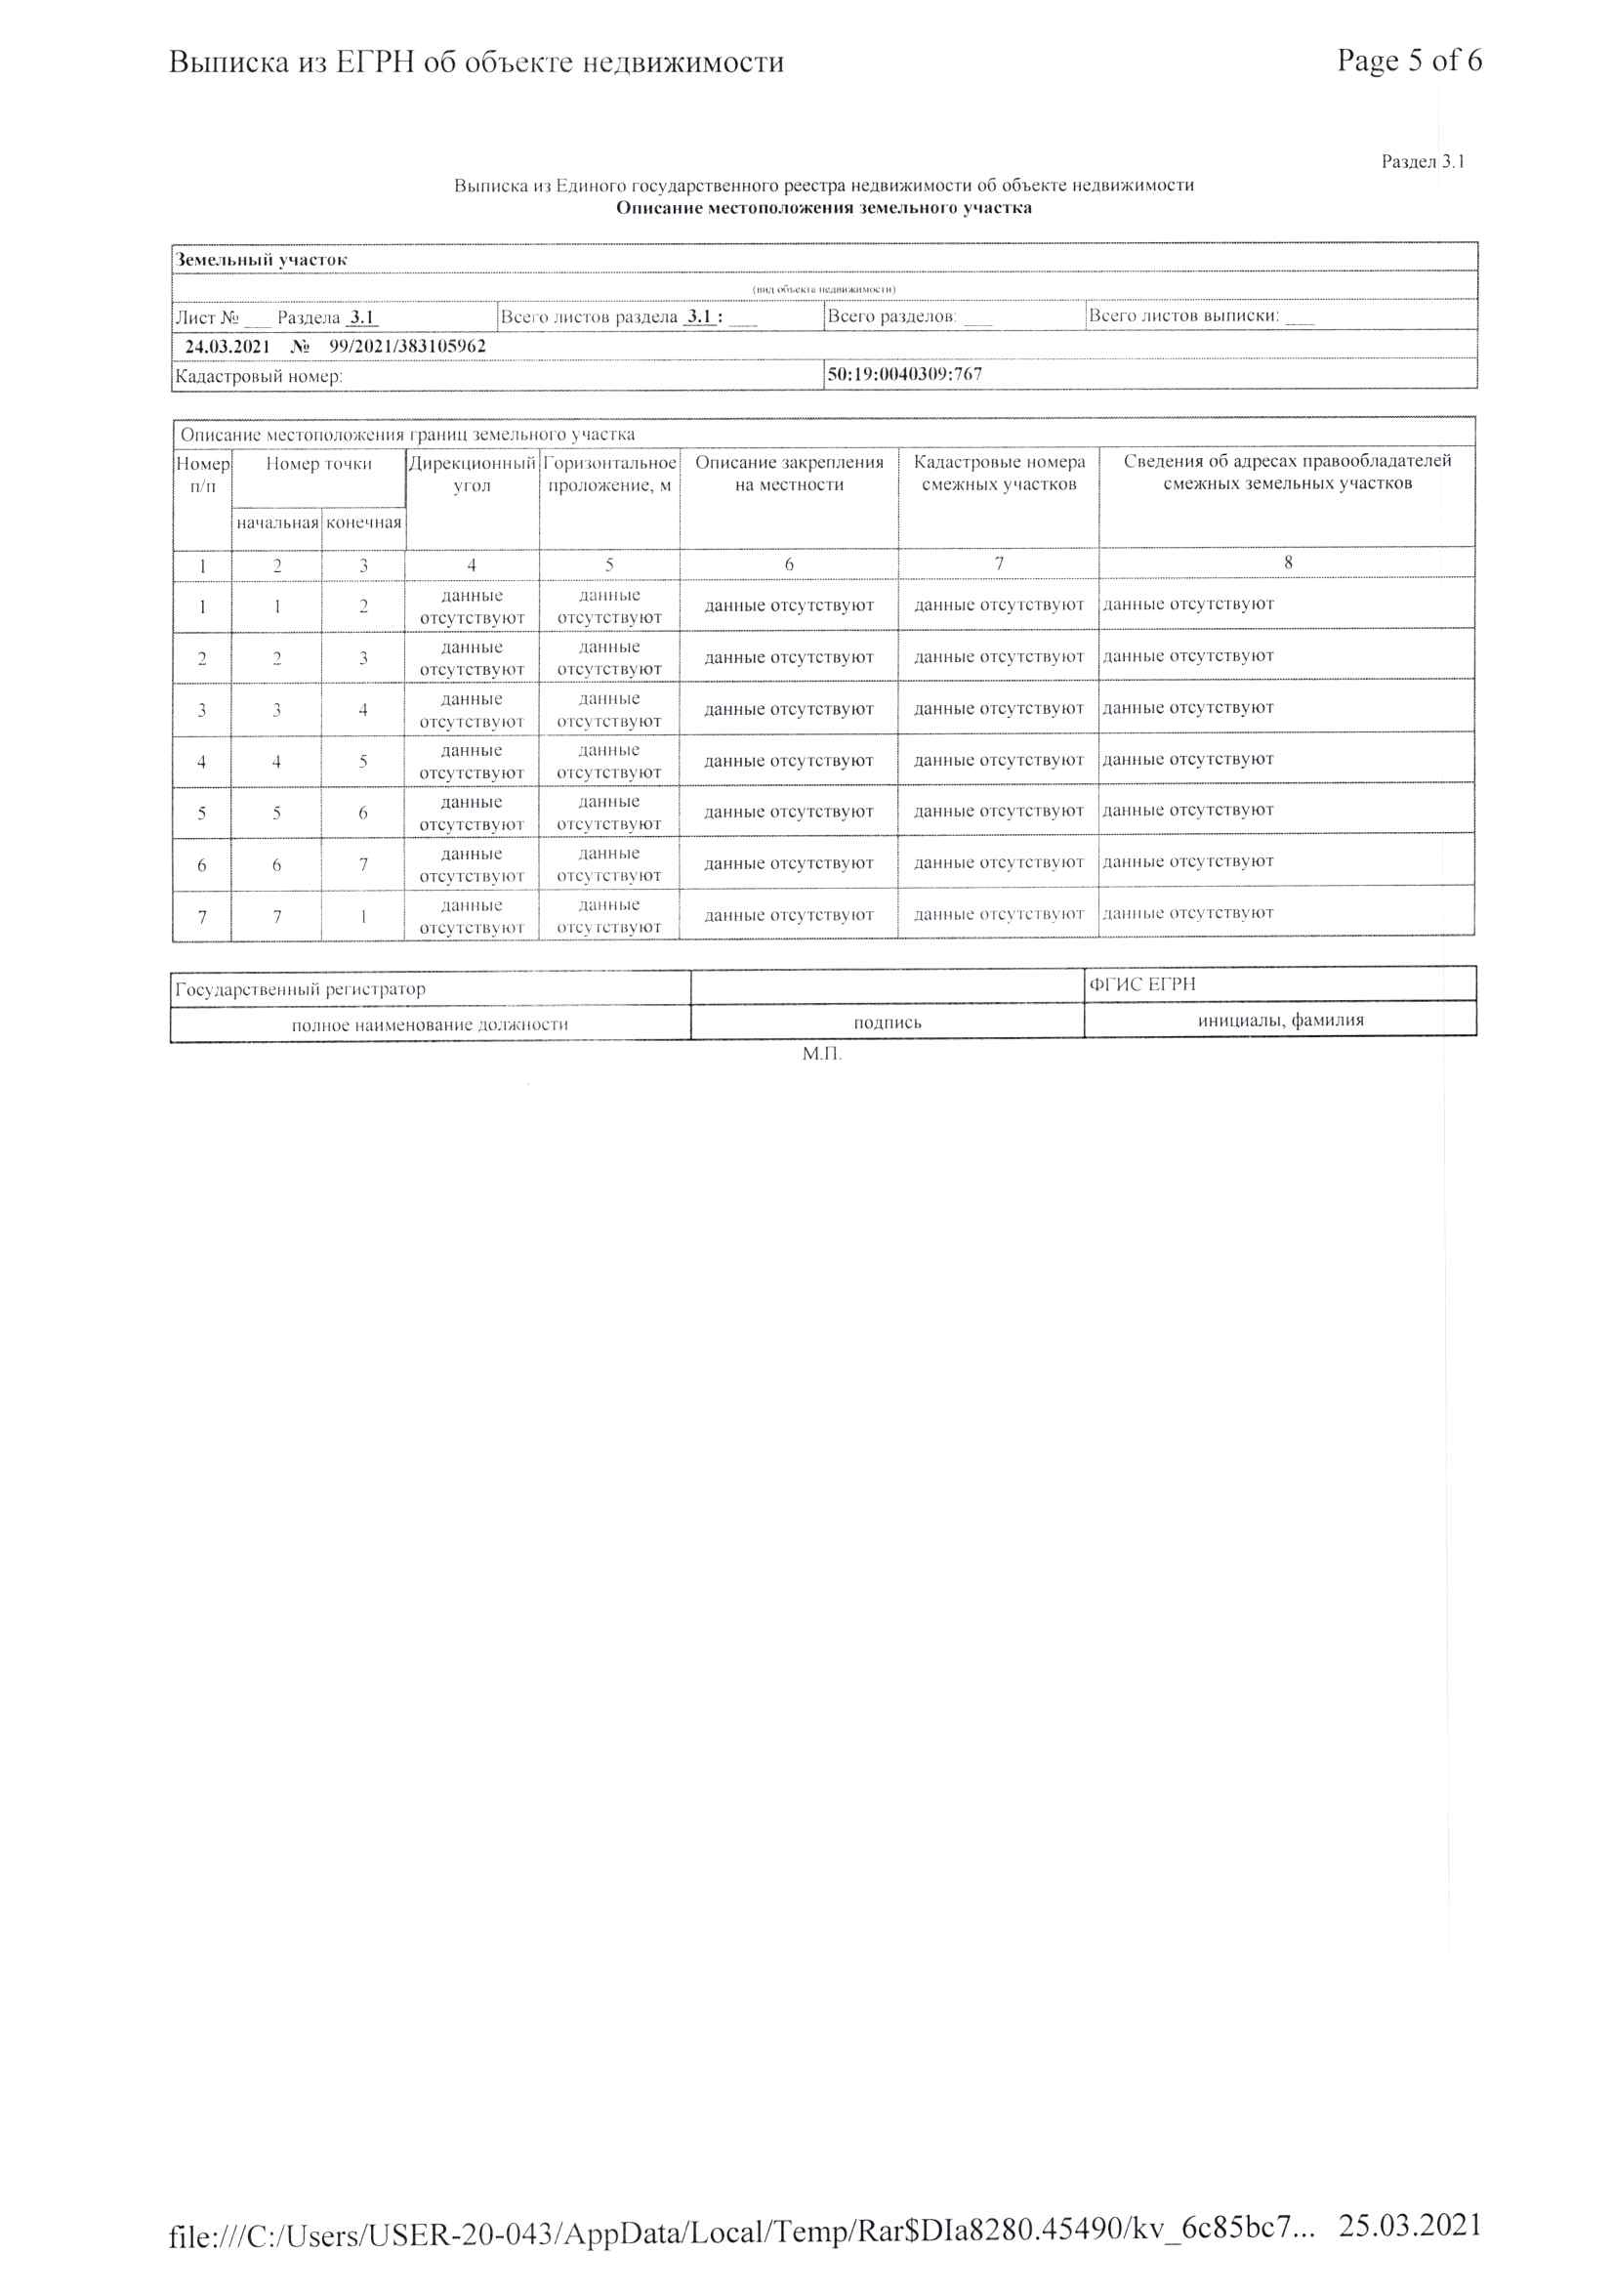 Выписка из ЕГРН об объекте недвижимости Page 5 of 6
Раздел 3.1
Выписка из Единого государственного реестра недвижимости об объекте недвижимости
Описание местоположения земельного участка
Земельный участок
(вид объекта недвижимости)
Лист № ___ Раздела 3.1 Всего листов раздела 3.1 : ___ Всего разделов: ___ Всего листов выписки: ___
24.03.2021 № 99/2021/383105962
Кадастровый номер: 50:19:0040309:767
Описание местоположения границ земельного участка
Номер Номер точки Дирекционный Горизонтальное Описание закрепления Кадастровые номера Сведения об адресах правообладателей
п/п угол проложение, м на местности смежных участков смежных земельных участков
начальная конечная
1 2 3 4 5 6 7 8
данные данные
1 1 2 данные отсутствуют данные отсутствуют данные отсутствуют
отсутствуют отсутствуют
данные данные
2 2 3 данные отсутствуют данные отсутствуют данные отсутствуют
отсутствуют отсутствуют
данные данные
3 3 4 данные отсутствуют данные отсутствуют данные отсутствуют
отсутствуют отсутствуют
данные данные
4 4 5 данные отсутствуют данные отсутствуют данные отсутствуют
отсутствуют отсутствуют
данные данные
5 5 6 данные отсутствуют данные отсутствуют данные отсутствуют
отсутствуют отсутствуют
данные данные
6 6 7 данные отсутствуют данные отсутствуют данные отсутствуют
отсутствуют отсутствуют
данные данные
7 7 1 данные отсутствуют данные отсутствуют данные отсутствуют
отсутствуют отсутствуют
Государственный регистратор ФГИС ЕГРН
полное наименование должности подпись инициалы, фамилия
М.П.
file:///C:/Users/USER-20-043/AppData/Local/Temp/Rar$DIa8280.45490/kv_6c85bc7... 25.03.2021